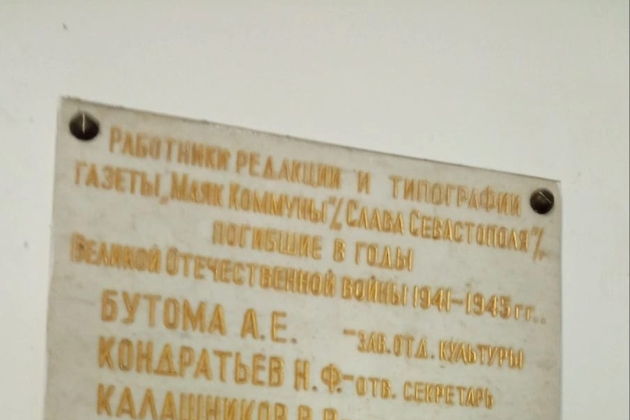 РАБОТНИКИ РЕДАКЦИИ И ТИПОГРАФИИ
ГАЗЕТЫ „МАЯК КОММУНЫ"/„СЛАВА СЕВАСТОПОЛЯ"/
ПОГИБШИЕ В ГОДЫ
ВЕЛИКОЙ ОТЕЧЕСТВЕННОЙ ВОЙНЫ 1941–1945 гг..
БУТОМА А.Е. – ЗАВ.ОТД. КУЛЬТУРЫ
КОНДРАТЬЕВ Н.Ф.– ОТВ. СЕКРЕТАРЬ
КАЛАШНИКОВ